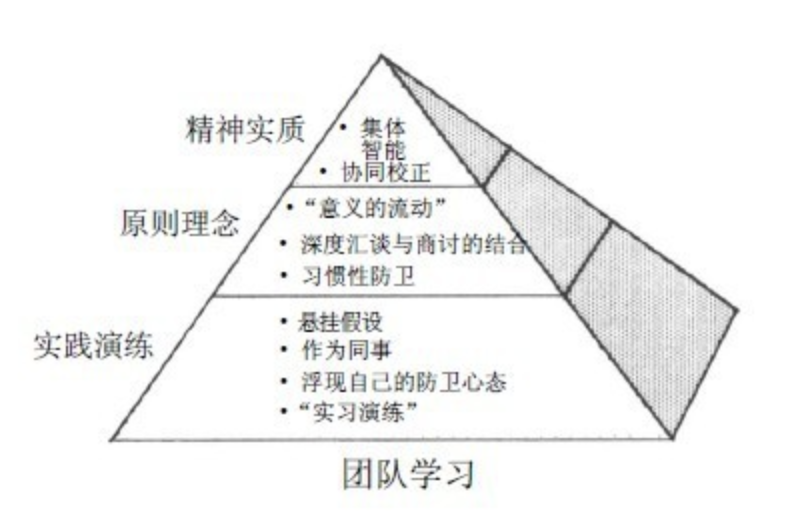 精神实质
• 集体
智能
• 协同校正
原则理念
• “意义的流动”
• 深度汇谈与商讨的结合
• 习惯性防卫
实践演练
• 悬挂假设
• 作为同事
• 浮现自己的防卫心态
• “实习演练”
团队学习